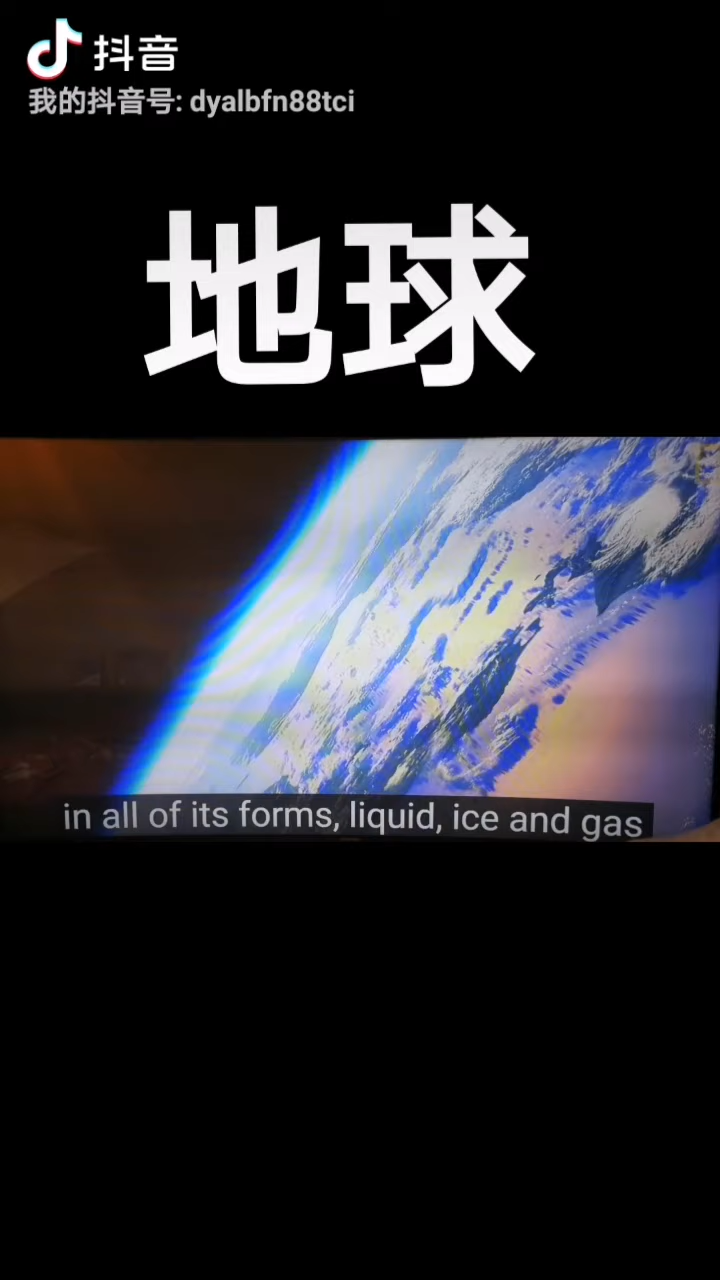 抖音
我的抖音号: dyalbfn88tci
地球
in all of its forms, liquid, ice and gas